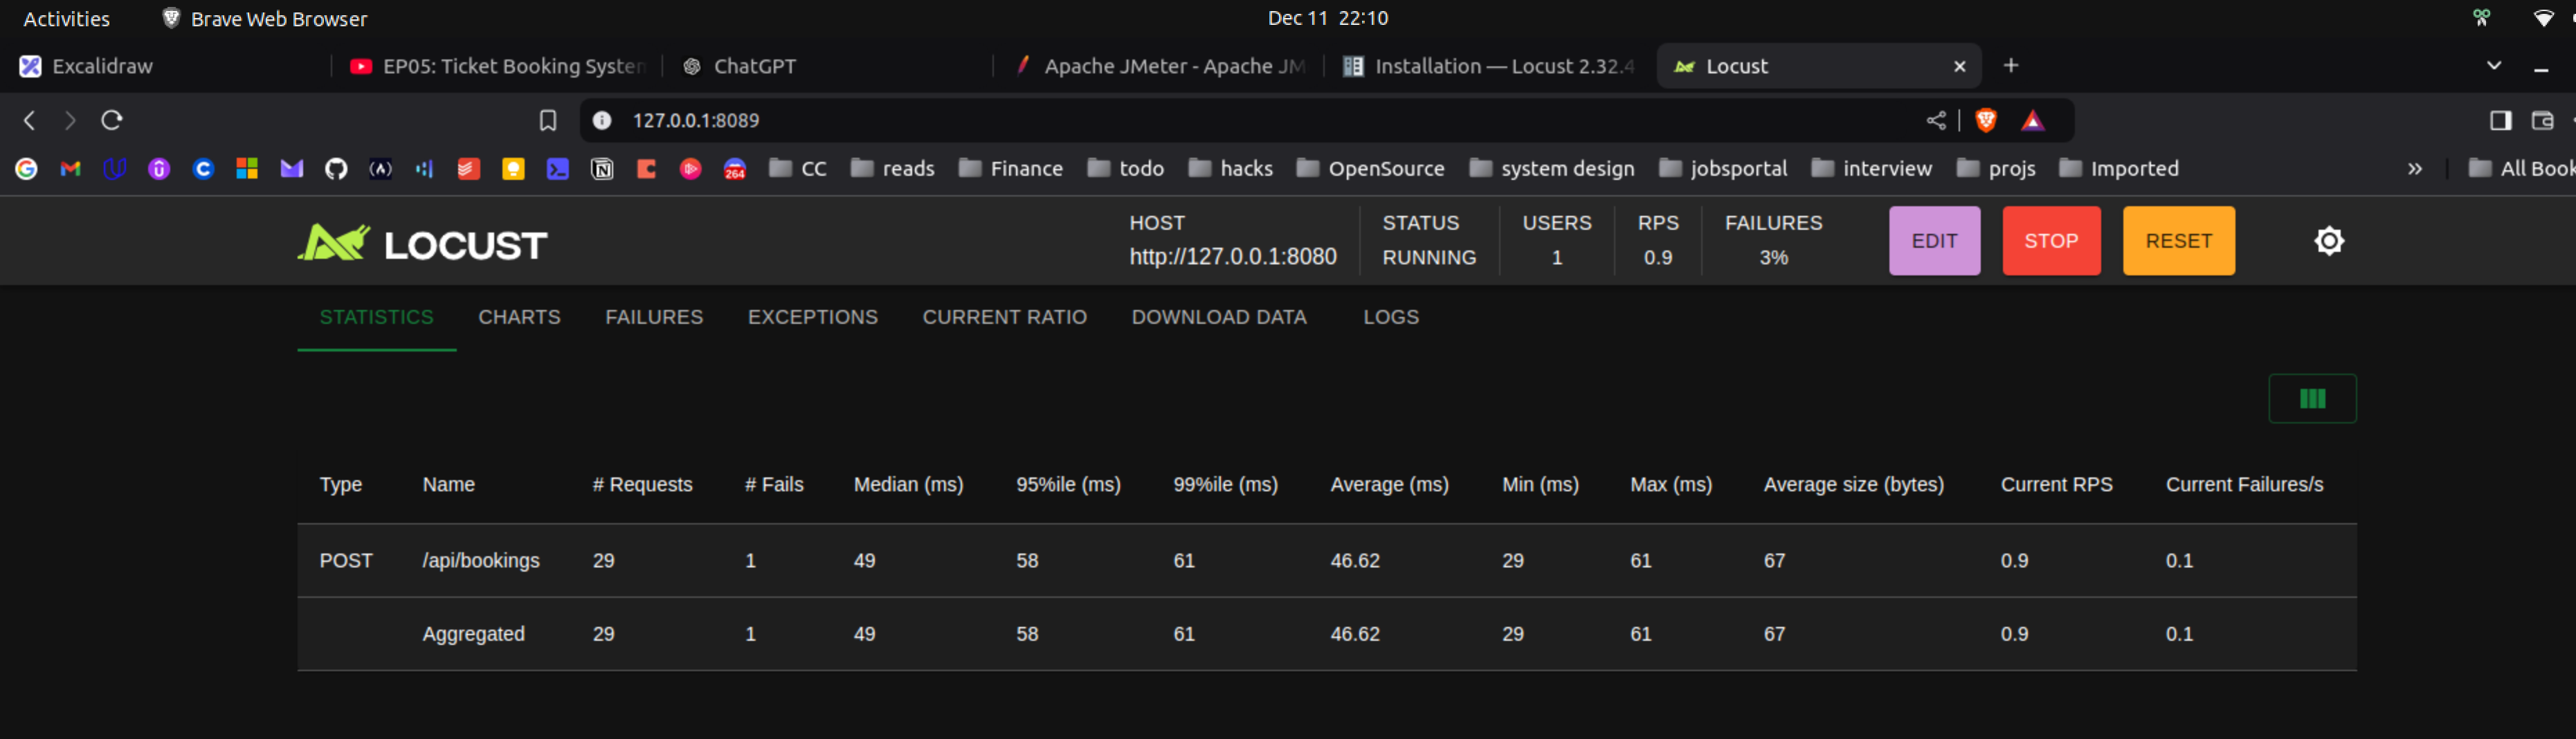 Activities Brave Web Browser Dec 11 22:10
Excalidraw EP05: Ticket Booking System ChatGPT Apache JMeter - Apache JM Installation — Locust 2.32.4 Locust
127.0.0.1:8089
264 CC reads Finance todo hacks OpenSource system design jobsportal interview projs Imported » All Book
LOCUST
HOST STATUS USERS RPS FAILURES
http://127.0.0.1:8080 RUNNING 1 0.9 3%
EDIT STOP RESET
STATISTICS CHARTS FAILURES EXCEPTIONS CURRENT RATIO DOWNLOAD DATA LOGS
Type Name # Requests # Fails Median (ms) 95%ile (ms) 99%ile (ms) Average (ms) Min (ms) Max (ms) Average size (bytes) Current RPS Current Failures/s
POST /api/bookings 29 1 49 58 61 46.62 29 61 67 0.9 0.1
Aggregated 29 1 49 58 61 46.62 29 61 67 0.9 0.1